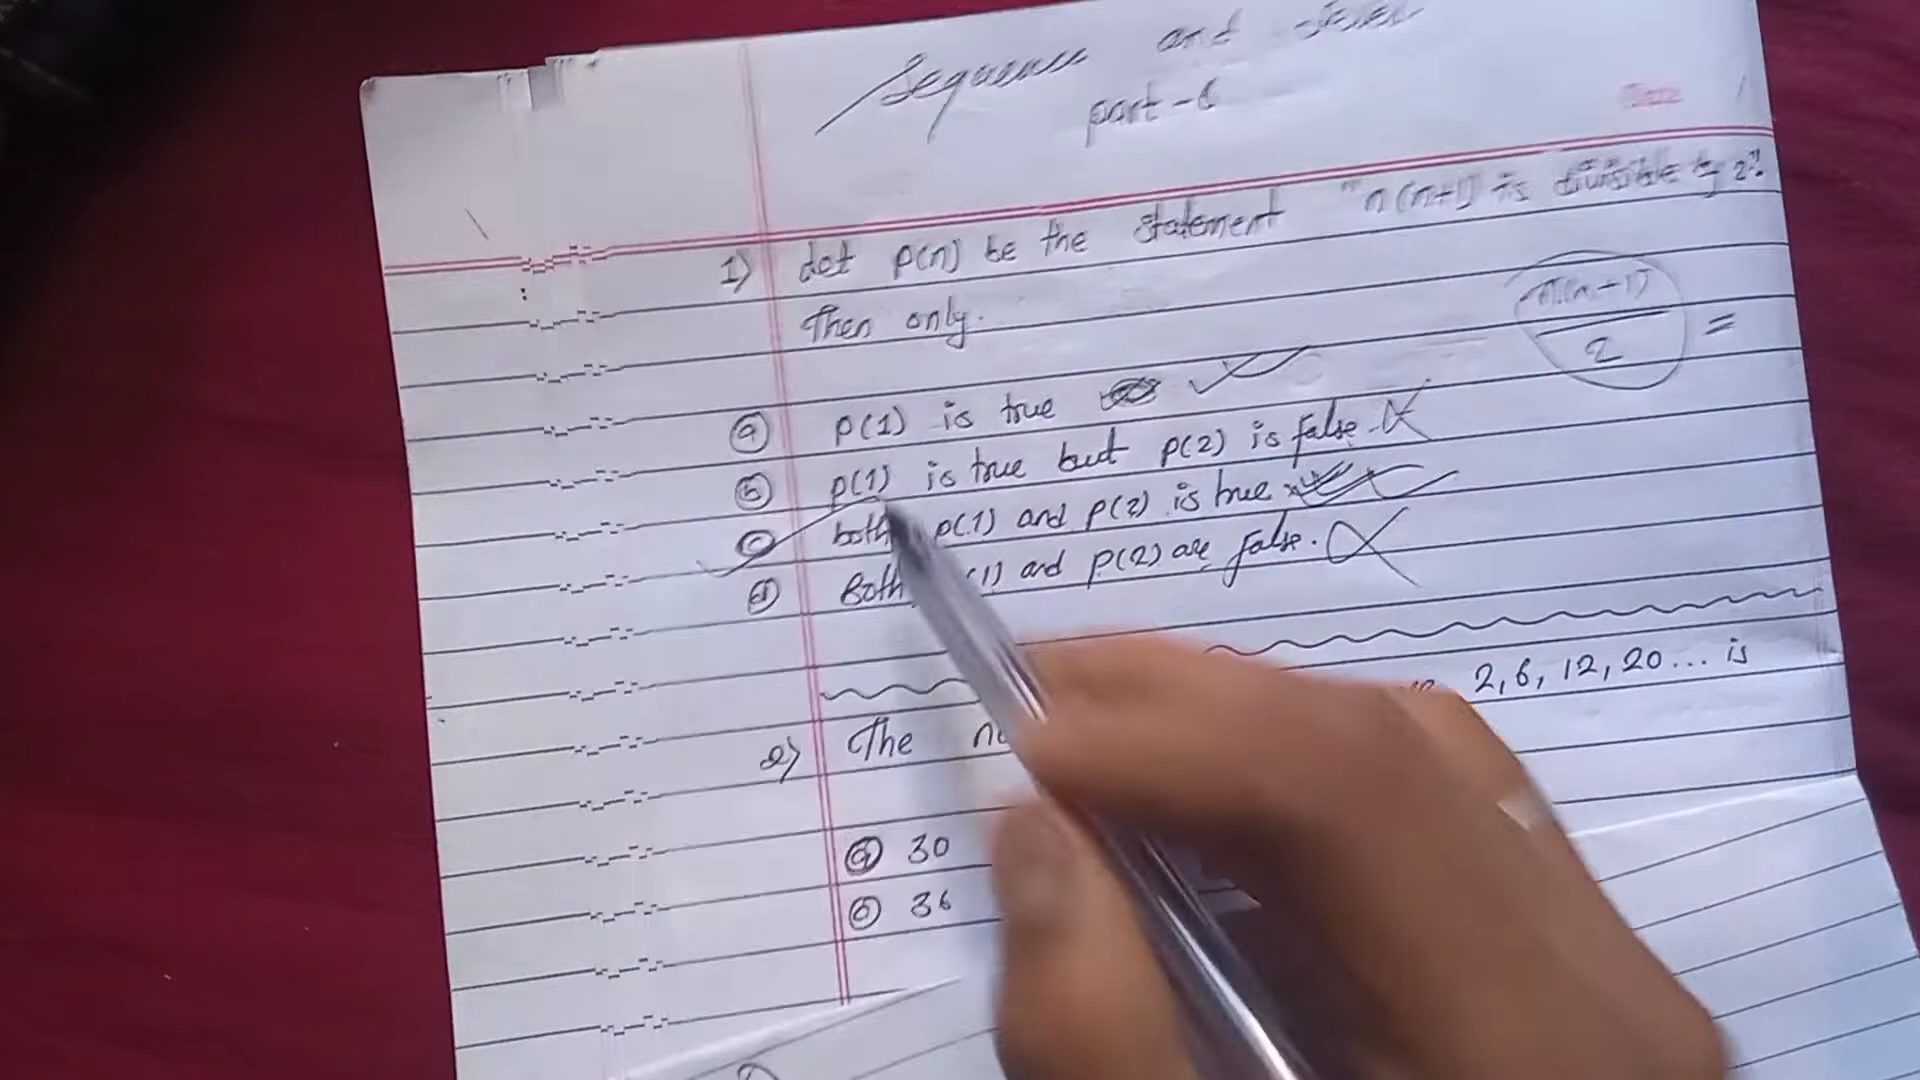 Sequence and series
part-6
Date
1) Let p(n) be the statement "n(n+1) is divisible by 2".
Then only.
n(n+1)
2
=
(a) p(1) is true
(b) p(1) is true but p(2) is false.
(c) both p(1) and p(2) is true
(d) Both (1) and p(2) are false.
2) The 2, 6, 12, 20... is
(a) 30
(b) 36